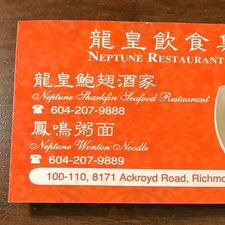 龍皇飲食集
NEPTUNE RESTAURANT
龍皇鮑翅酒家
Neptune Sharkfin Seafood Restaurant
☎ 604-207-9888
鳳鳴粥面
Neptune Wonton Noodle
☎ 604-207-9889
100-110, 8171 Ackroyd Road, Richmo